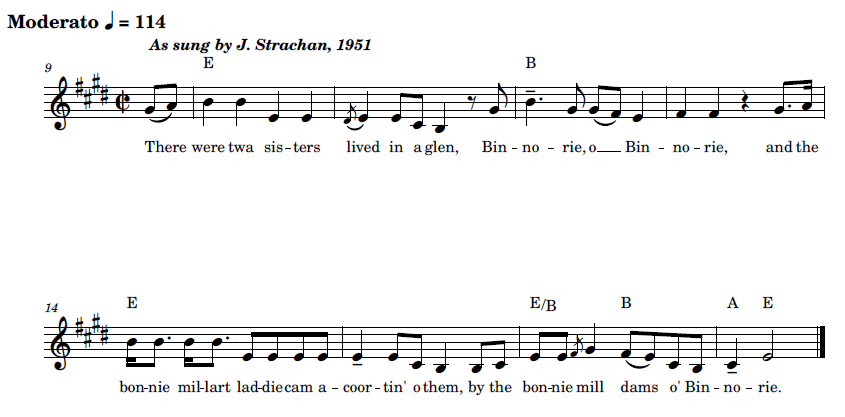 Moderato ♩ = 114
As sung by J. Strachan, 1951
9 E B
There were twa sis – ters lived in a glen, Bin – no – rie, o Bin – no – rie, and the
14 E E/B B A E
bon–nie mil–lart lad–die cam a – coor – tin' o them, by the bon–nie mill dams o' Bin – no – rie.